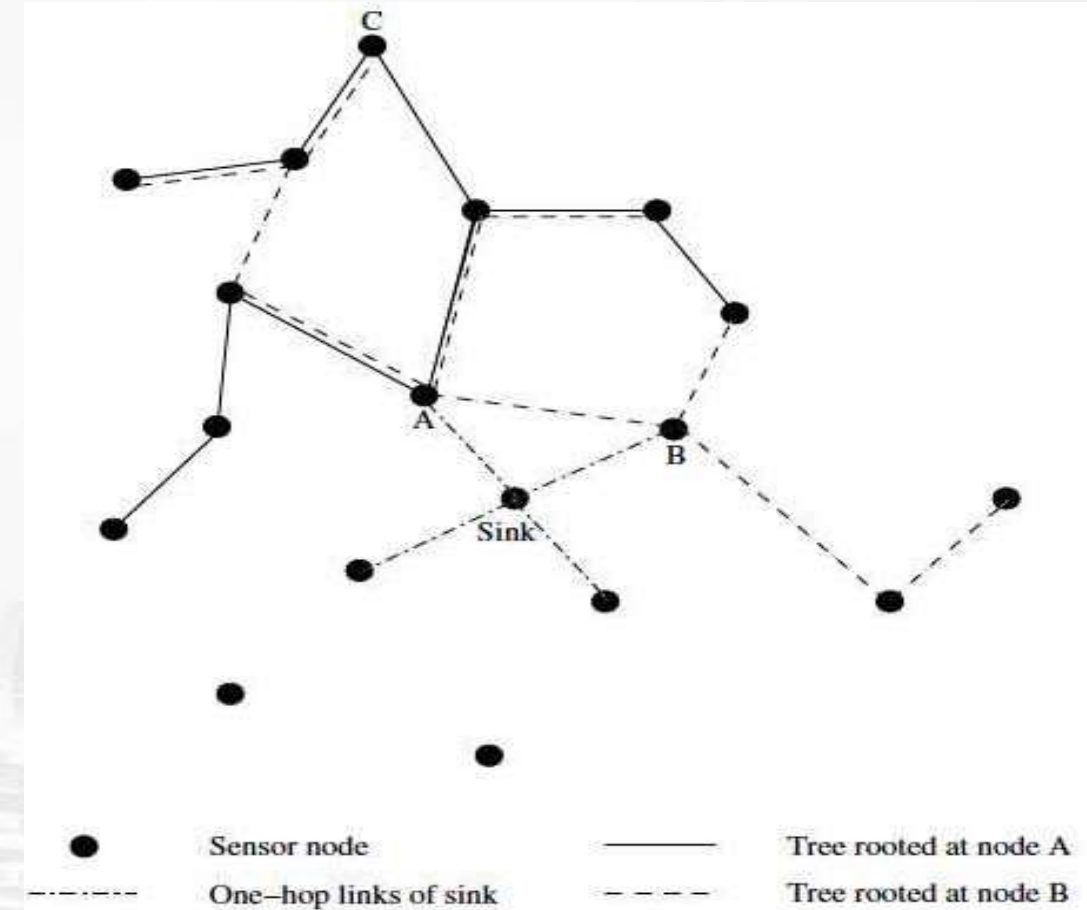 C
A
B
Sink
Sensor node
Tree rooted at node A
One−hop links of sink
Tree rooted at node B